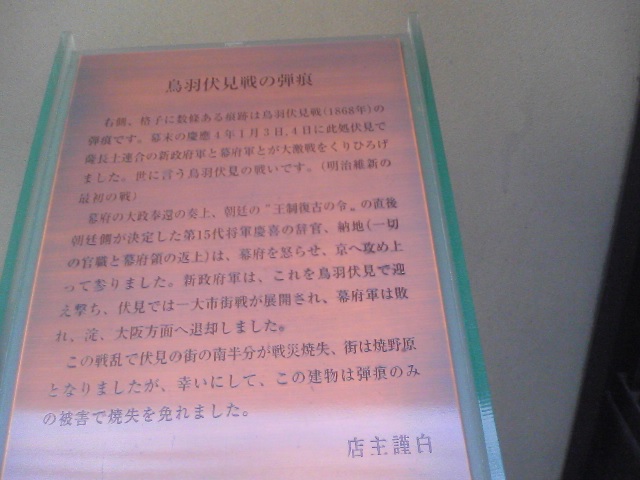 鳥羽伏見戦の弾痕
右側、格子に数條ある痕跡は鳥羽伏見戦(1868年)の
弾痕です。幕末の慶應4年1月3日,4日に此処伏見で
薩長土連合の新政府軍と幕府軍とが大激戦をくりひろげ
ました。世に言う鳥羽伏見の戦いです。(明治維新の
最初の戦)
幕府の大政奉還の奏上、朝廷の“王制復古の令”の直後
朝廷側が決定した第15代将軍慶喜の辞官、納地(一切
の官職と幕府領の返上)は、幕府を怒らせ、京へ攻め上
って参りました。新政府軍は、これを鳥羽伏見で迎
え撃ち、伏見では一大市街戦が展開され、幕府軍は敗
れ、淀、大阪方面へ退却しました。
この戦乱で伏見の街の南半分が戦災焼失、街は焼野原
となりましたが、幸いにして、この建物は弾痕のみ
の被害で焼失を免れました。
店主謹白